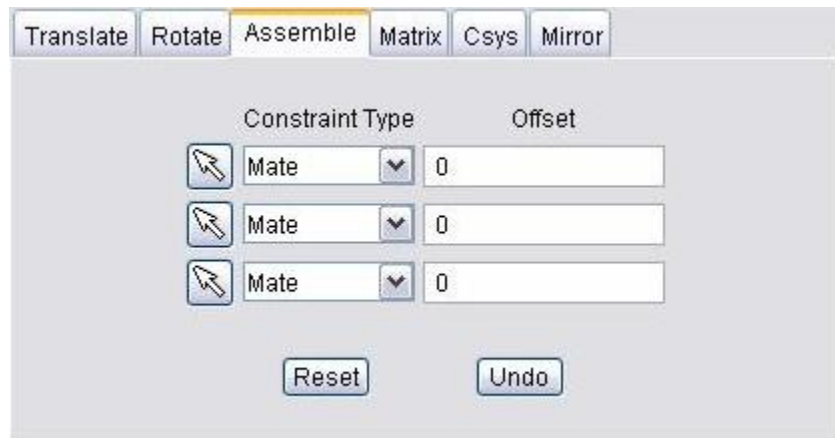 Translate Rotate Assemble Matrix Csys Mirror
Constraint Type Offset
Mate 0
Mate 0
Mate 0
Reset Undo